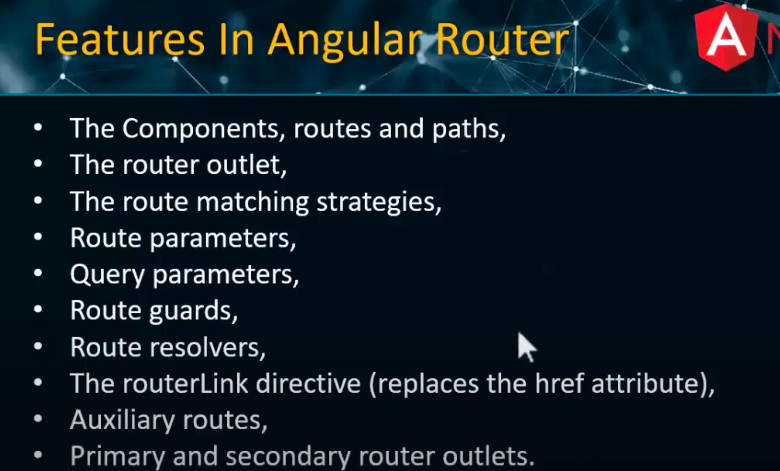 Features In Angular Router
A
• The Components, routes and paths,
• The router outlet,
• The route matching strategies,
• Route parameters,
• Query parameters,
• Route guards,
• Route resolvers,
• The routerLink directive (replaces the href attribute),
• Auxiliary routes,
• Primary and secondary router outlets.